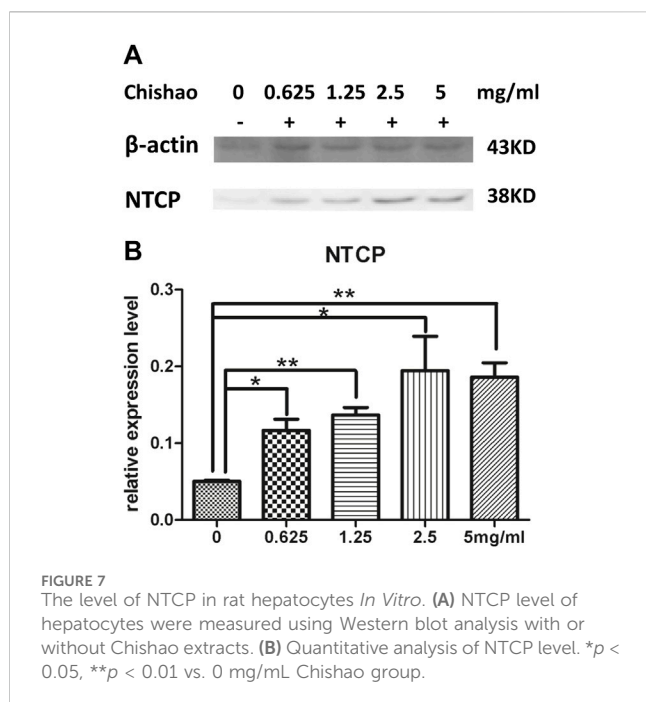 A
Chishao 0 0.625 1.25 2.5 5 mg/ml
- + + + +
β-actin 43KD
NTCP 38KD
B
NTCP
relative expression level
0.3
0.2
0.1
0.0
**
*
**
*
0 0.625 1.25 2.5 5mg/ml
FIGURE 7
The level of NTCP in rat hepatocytes In Vitro. (A) NTCP level of
hepatocytes were measured using Western blot analysis with or
without Chishao extracts. (B) Quantitative analysis of NTCP level. *p <
0.05, **p < 0.01 vs. 0 mg/mL Chishao group.